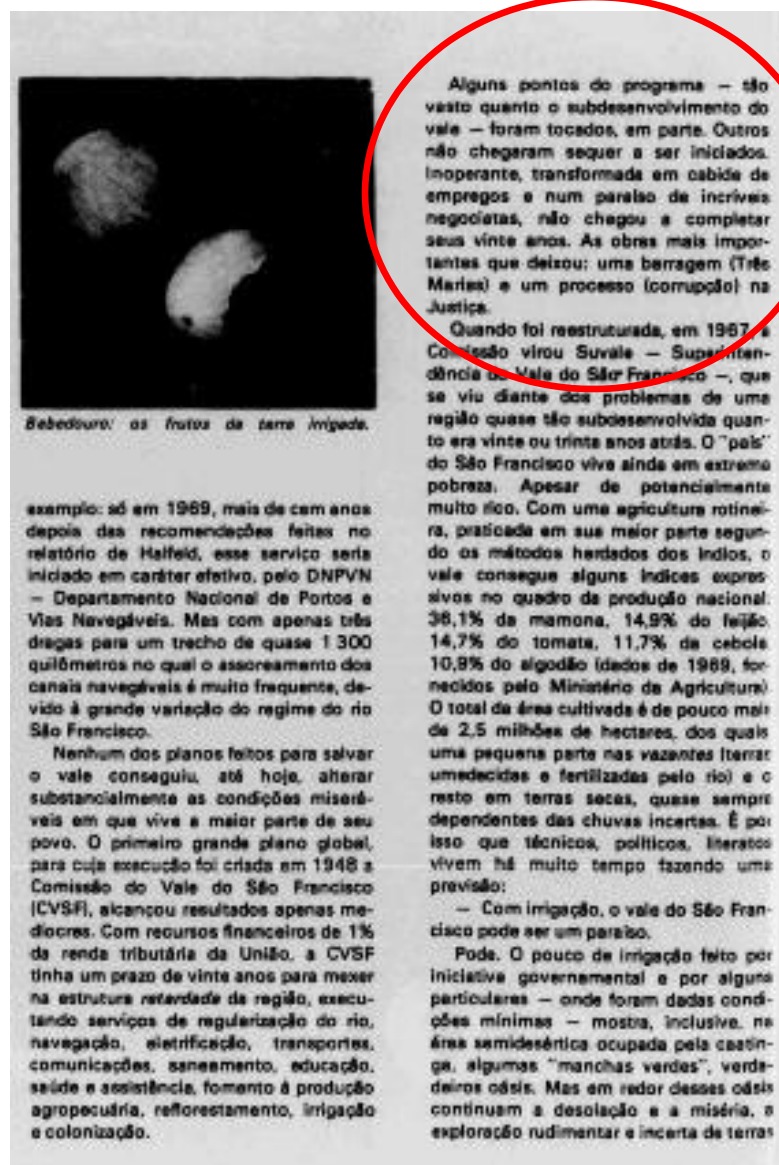 Bebedouro: os frutos da terra irrigada.
exemplo: só em 1969, mais de cem anos
depois das recomendações feitas no
relatório de Halfeld, esse serviço seria
iniciado em caráter efetivo, pelo DNPVN
— Departamento Nacional de Portos e
Vias Navegáveis. Mas com apenas três
dragas para um trecho de quase 1 300
quilômetros no qual o assoreamento dos
canais navegáveis é muito frequente, de-
vido à grande variação do regime do rio
São Francisco.
Nenhum dos planos feitos para salvar
o vale conseguiu, até hoje, alterar
substancialmente as condições miserá-
veis em que vive a maior parte de seu
povo. O primeiro grande plano global,
para cuja execução foi criada em 1948 a
Comissão do Vale do São Francisco
(CVSF), alcançou resultados apenas me-
díocres. Com recursos financeiros de 1%
da renda tributária da União, a CVSF
tinha um prazo de vinte anos para mexer
na estrutura retardada da região, execu-
tando serviços de regularização do rio,
navegação, eletrificação, transportes,
comunicações, saneamento, educação,
saúde e assistência, fomento à produção
agropecuária, reflorestamento, irrigação
e colonização.
Alguns pontos do programa — tão
vasto quanto o subdesenvolvimento do
vale — foram tocados, em parte. Outros
não chegaram sequer a ser iniciados.
Inoperante, transformada em cabide de
empregos e num paraíso de incríveis
negociatas, não chegou a completar
seus vinte anos. As obras mais impor-
tantes que deixou: uma barragem (Três
Marias) e um processo (corrupção) na
Justiça.
Quando foi reestruturada, em 1967, a
Comissão virou Suvale — Superinten-
dência do Vale do São Francisco —, que
se viu diante dos problemas de uma
região quase tão subdesenvolvida quan-
to era vinte ou trinta anos atrás. O "país"
do São Francisco vive ainda em extrema
pobreza. Apesar de potencialmente
muito rico. Com uma agricultura rotinei-
ra, praticada em sua maior parte segun-
do os métodos herdados dos índios, o
vale consegue alguns índices expres-
sivos no quadro da produção nacional:
36,1% da mamona, 14,9% do feijão,
14,7% do tomate, 11,7% da cebola,
10,9% do algodão (dados de 1969, for-
necidos pelo Ministério da Agricultura)
O total da área cultivada é de pouco mais
de 2,5 milhões de hectares, dos quais
uma pequena parte nas vazantes (terras
umedecidas e fertilizadas pelo rio) e o
resto em terras secas, quase sempre
dependentes das chuvas incertas. É por
isso que técnicos, políticos, literatos
vivem há muito tempo fazendo uma
previsão:
— Com irrigação, o vale do São Fran-
cisco pode ser um paraíso.
Pode. O pouco de irrigação feito por
iniciativa governamental e por alguns
particulares — onde foram dadas condi-
ções mínimas — mostra, inclusive, na
área semidesértica ocupada pela caatin-
ga, algumas "manchas verdes", verda-
deiros oásis. Mas em redor desses oásis
continuam a desolação e a miséria, a
exploração rudimentar e incerta de terras